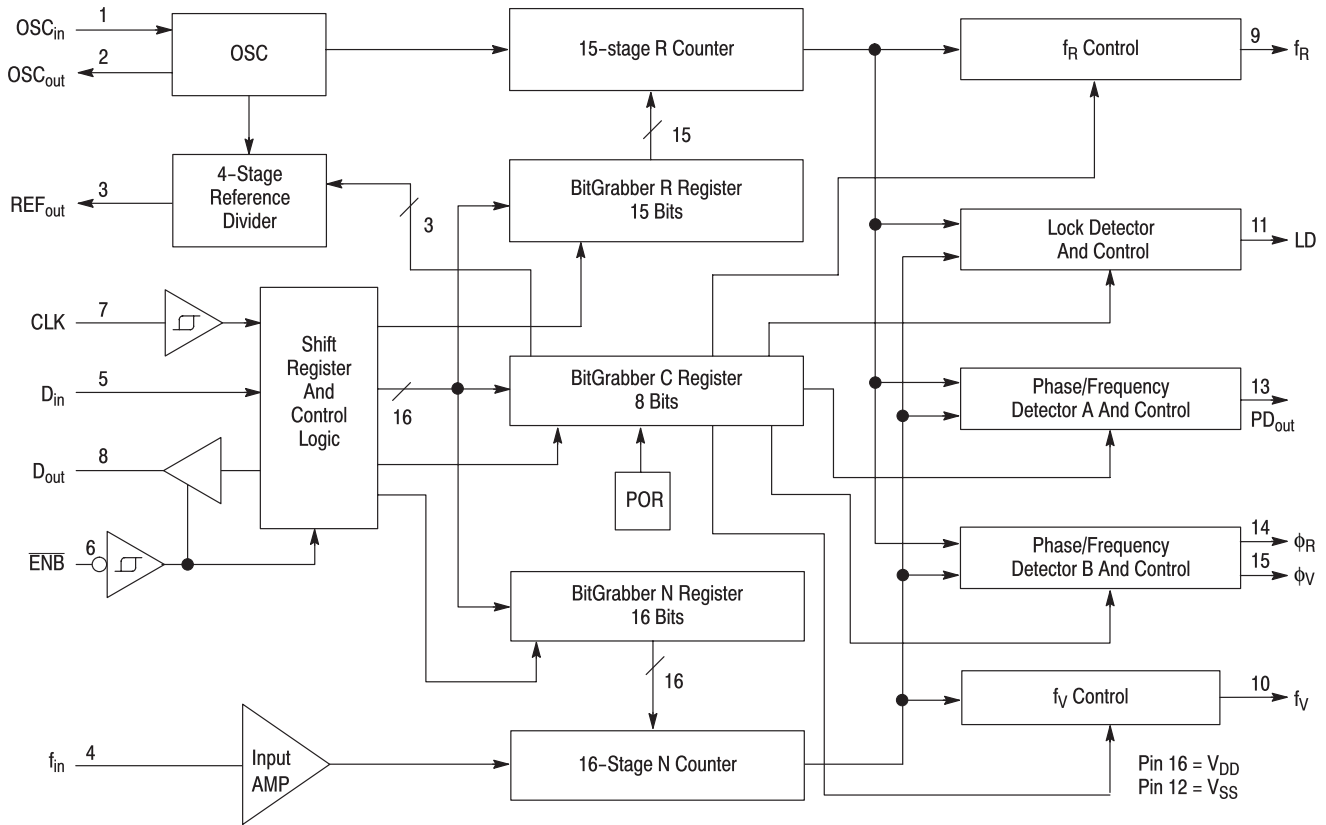 OSCin
1
OSCout
2
OSC
15-stage R Counter
fR Control
9
fR
15
4-Stage
Reference
Divider
REFout
3
3
BitGrabber R Register
15 Bits
Lock Detector
And Control
11
LD
CLK
7
Din
5
Dout
8
E̅N̅B̅
6
Shift
Register
And
Control
Logic
16
BitGrabber C Register
8 Bits
POR
Phase/Frequency
Detector A And Control
13
PDout
Phase/Frequency
Detector B And Control
14
ϕR
15
ϕV
BitGrabber N Register
16 Bits
16
fV Control
10
fV
fin
4
Input
AMP
16-Stage N Counter
Pin 16 = VDD
Pin 12 = VSS